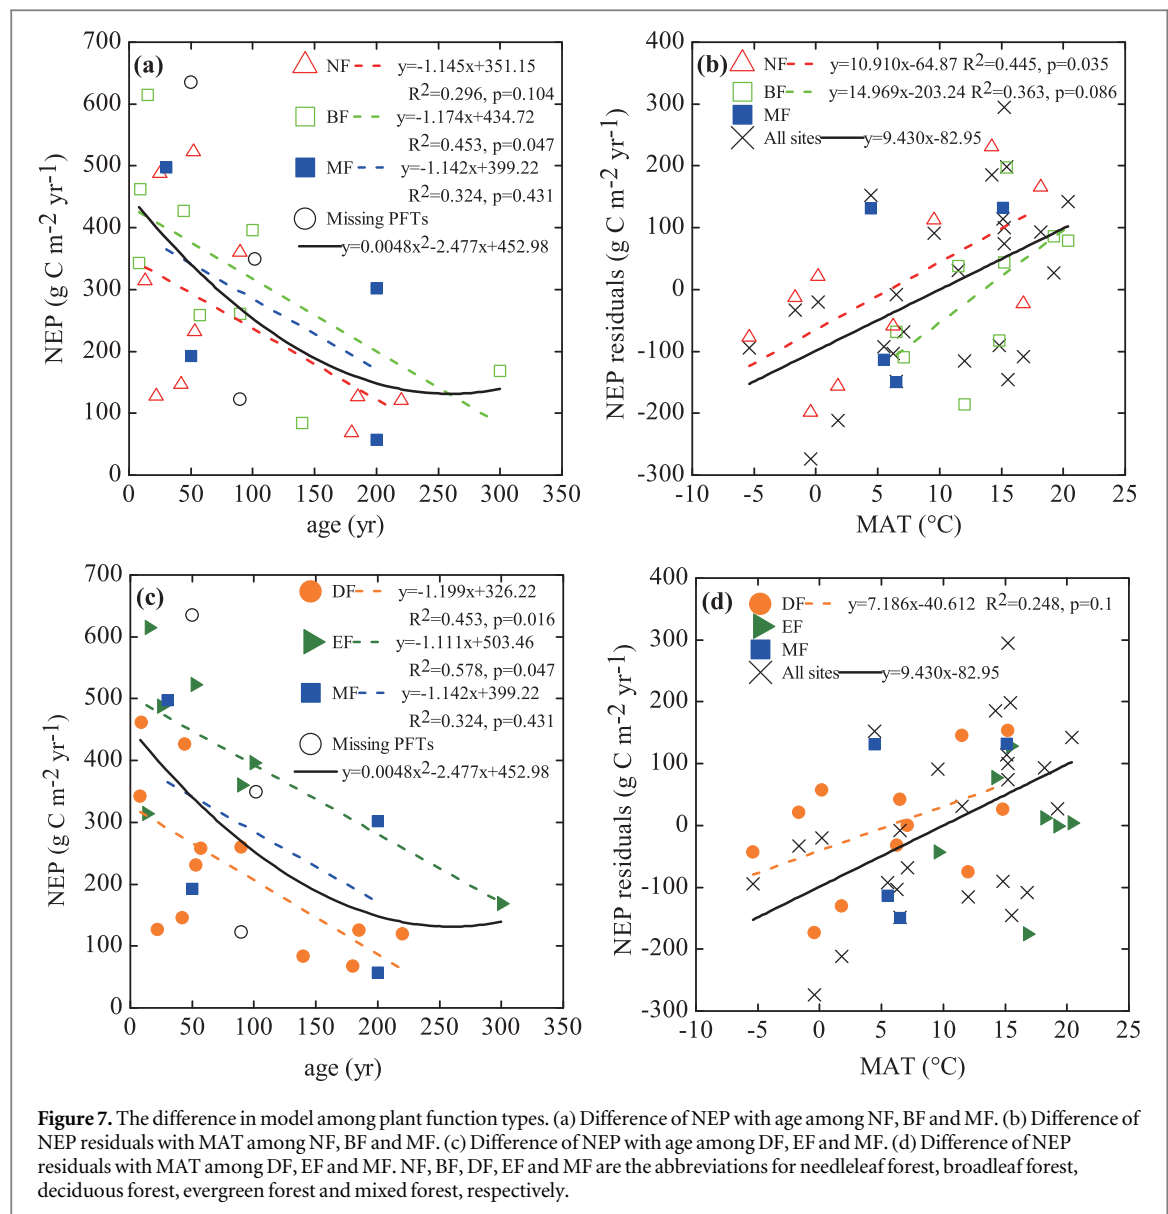 (a)
NF y=-1.145x+351.15
R²=0.296, p=0.104
BF y=-1.174x+434.72
R²=0.453, p=0.047
MF y=-1.142x+399.22
R²=0.324, p=0.431
Missing PFTs
y=0.0048x²-2.477x+452.98
NEP (g C m⁻² yr⁻¹)
700
600
500
400
300
200
100
0
0 50 100 150 200 250 300 350
age (yr)
(b)
NF y=10.910x-64.87 R²=0.445, p=0.035
BF y=14.969x-203.24 R²=0.363, p=0.086
MF
All sites y=9.430x-82.95
NEP residuals (g C m⁻² yr⁻¹)
400
300
200
100
0
-100
-200
-300
-10 -5 0 5 10 15 20 25
MAT (°C)
(c)
DF y=-1.199x+326.22
R²=0.453, p=0.016
EF y=-1.111x+503.46
R²=0.578, p=0.047
MF y=-1.142x+399.22
R²=0.324, p=0.431
Missing PFTs
y=0.0048x²-2.477x+452.98
NEP (g C m⁻² yr⁻¹)
700
600
500
400
300
200
100
0
0 50 100 150 200 250 300 350
age (yr)
(d)
DF y=7.186x-40.612 R²=0.248, p=0.1
EF
MF
All sites y=9.430x-82.95
NEP residuals (g C m⁻² yr⁻¹)
400
300
200
100
0
-100
-200
-300
-10 -5 0 5 10 15 20 25
MAT (°C)
Figure 7. The difference in model among plant function types. (a) Difference of NEP with age among NF, BF and MF. (b) Difference of
NEP residuals with MAT among NF, BF and MF. (c) Difference of NEP with age among DF, EF and MF. (d) Difference of NEP
residuals with MAT among DF, EF and MF. NF, BF, DF, EF and MF are the abbreviations for needleleaf forest, broadleaf forest,
deciduous forest, evergreen forest and mixed forest, respectively.